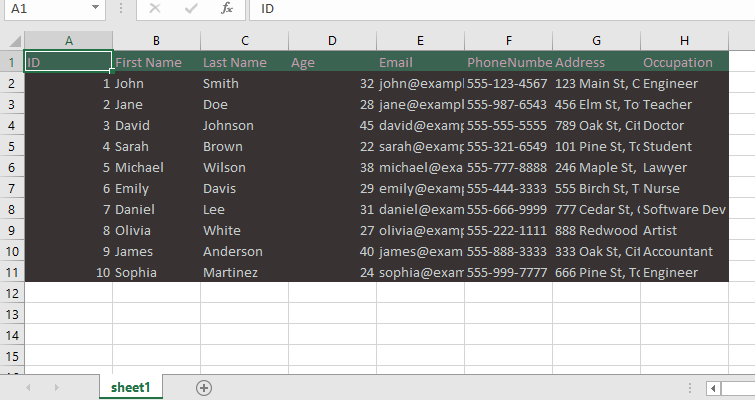 A1 fx ID
A B C D E F G H
1 ID First Name Last Name Age Email PhoneNumbe Address Occupation
2 1 John Smith 32 john@exampl 555-123-4567 123 Main St, C Engineer
3 2 Jane Doe 28 jane@exampl 555-987-6543 456 Elm St, To Teacher
4 3 David Johnson 45 david@examp 555-555-5555 789 Oak St, Cit Doctor
5 4 Sarah Brown 22 sarah@examp 555-321-6549 101 Pine St, To Student
6 5 Michael Wilson 38 michael@exa 555-777-8888 246 Maple St, Lawyer
7 6 Emily Davis 29 emily@examp 555-444-3333 555 Birch St, T Nurse
8 7 Daniel Lee 31 daniel@exam 555-666-9999 777 Cedar St, Software Dev
9 8 Olivia White 27 olivia@examp 555-222-1111 888 Redwood Artist
10 9 James Anderson 40 james@exam 555-888-3333 333 Oak St, Cit Accountant
11 10 Sophia Martinez 24 sophia@exam 555-999-7777 666 Pine St, To Engineer
12
13
14
15
sheet1